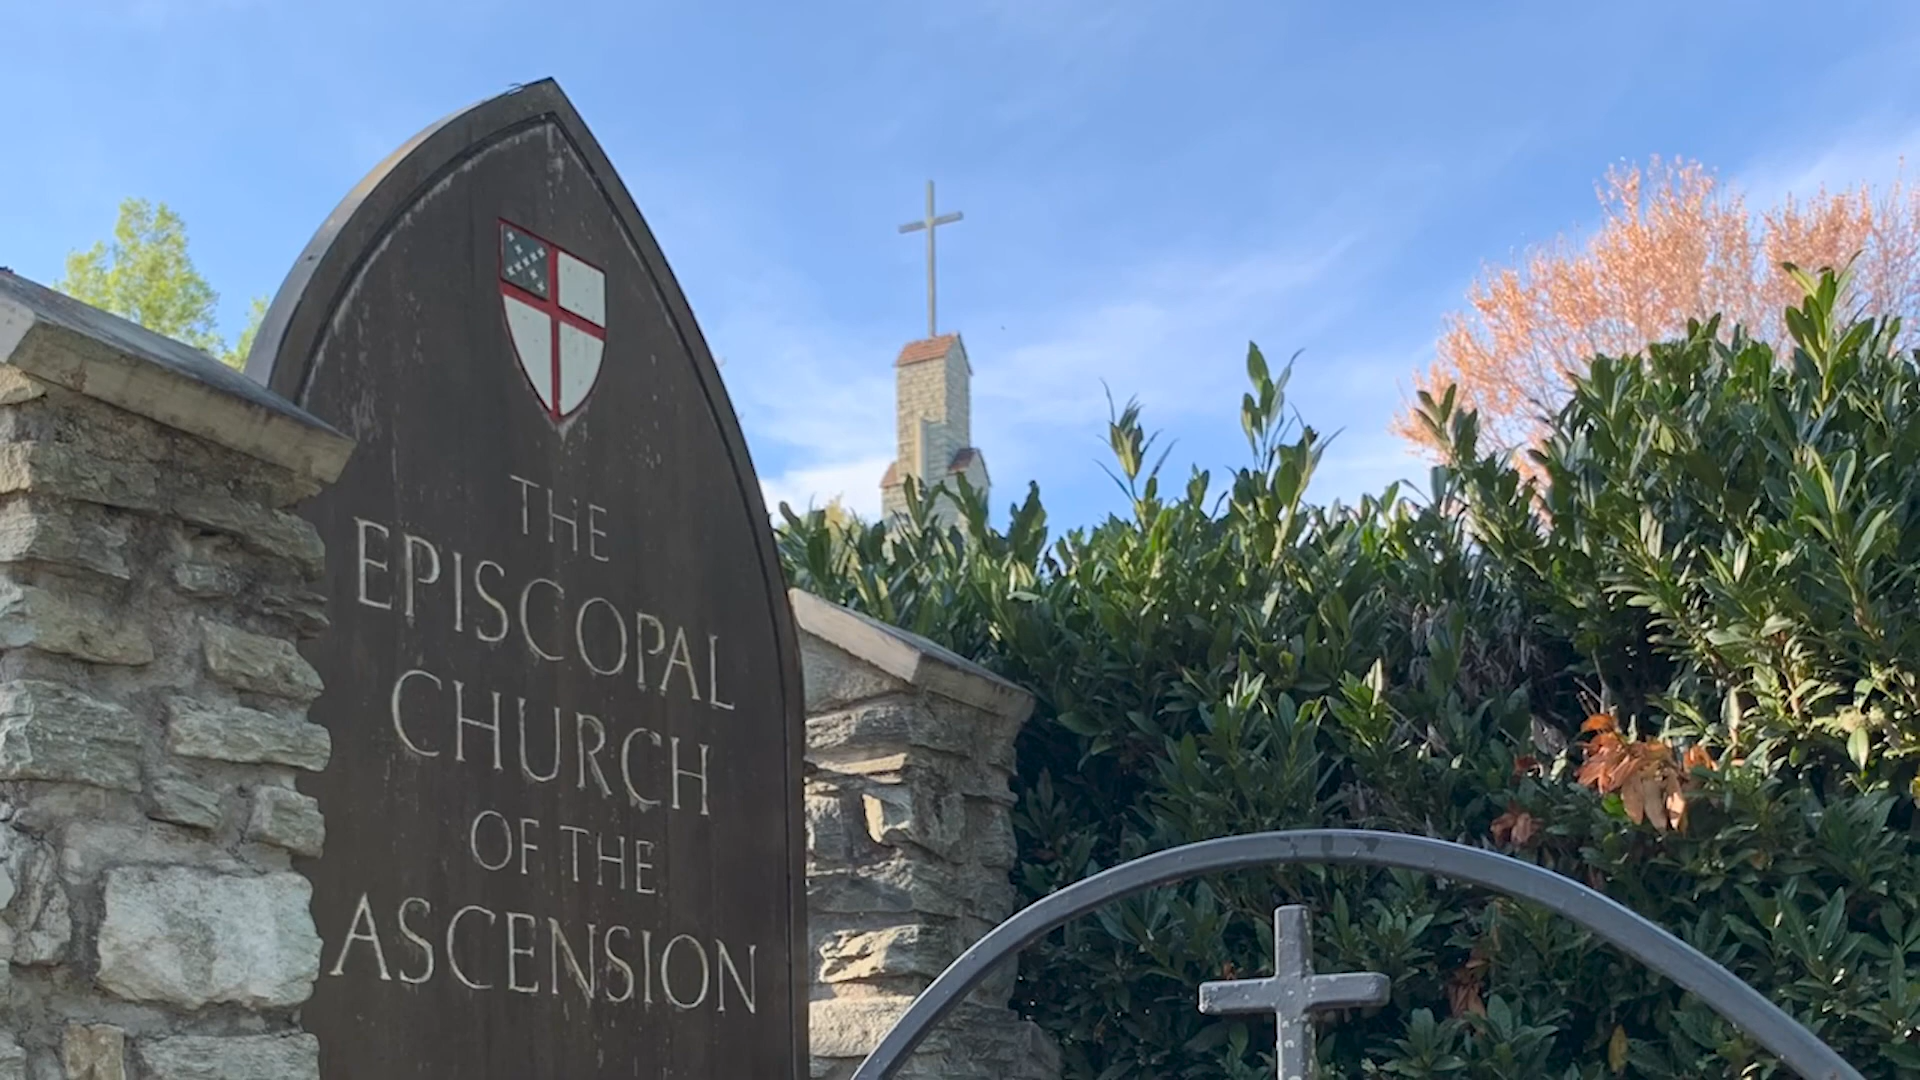 THE
EPISCOPAL
CHURCH
OF THE
ASCENSION